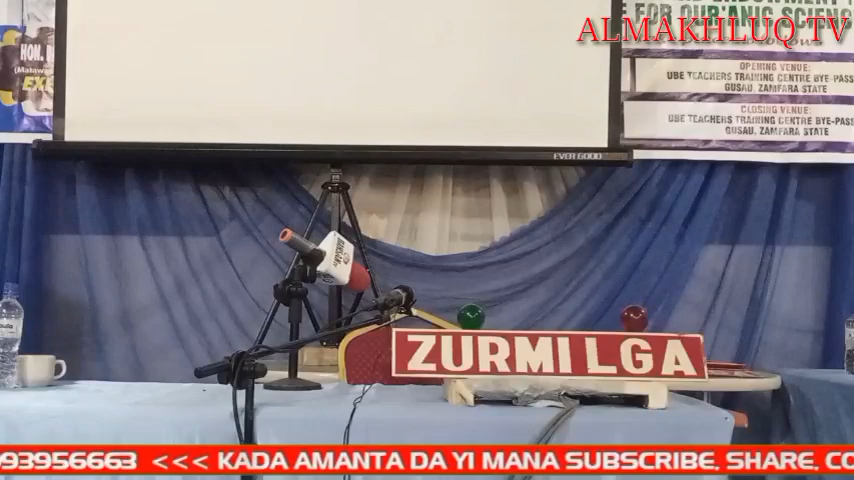 ALMAKHLUQ TV
FOR QUR'ANIC SCIENC
HON.
OPENING VENUE:
UBE TEACHERS TRAINING CENTRE BYE-PASS
GUSAU, ZAMFARA STATE
CLOSING VENUE:
UBE TEACHERS TRAINING CENTRE BYE-PASS
GUSAU, ZAMFARA STATE
EVER GOOD
ZURMI LGA
93956663 <<< KADA AMANTA DA YI MANA SUBSCRIBE, SHARE, CO